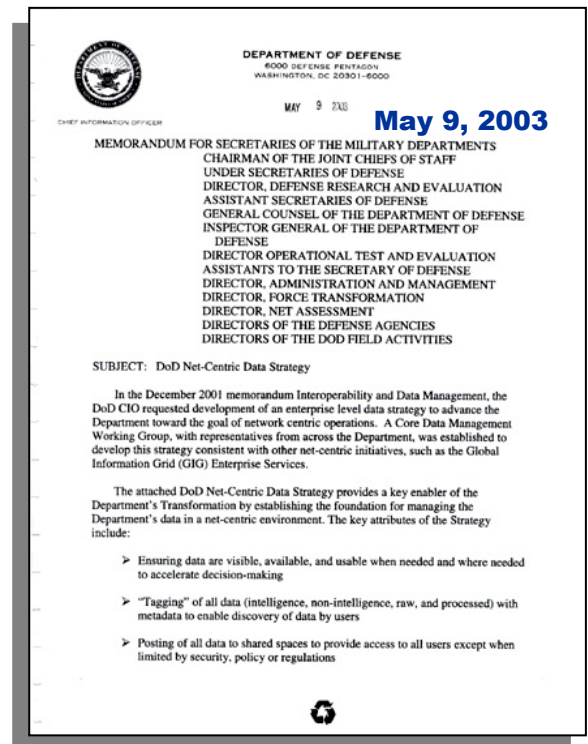 DEPARTMENT OF DEFENSE
6000 DEFENSE PENTAGON
WASHINGTON, DC 20301-6000
MAY 9 2003
May 9, 2003
CHIEF INFORMATION OFFICER
MEMORANDUM FOR SECRETARIES OF THE MILITARY DEPARTMENTS
CHAIRMAN OF THE JOINT CHIEFS OF STAFF
UNDER SECRETARIES OF DEFENSE
DIRECTOR, DEFENSE RESEARCH AND EVALUATION
ASSISTANT SECRETARIES OF DEFENSE
GENERAL COUNSEL OF THE DEPARTMENT OF DEFENSE
INSPECTOR GENERAL OF THE DEPARTMENT OF
DEFENSE
DIRECTOR OPERATIONAL TEST AND EVALUATION
ASSISTANTS TO THE SECRETARY OF DEFENSE
DIRECTOR, ADMINISTRATION AND MANAGEMENT
DIRECTOR, FORCE TRANSFORMATION
DIRECTOR, NET ASSESSMENT
DIRECTORS OF THE DEFENSE AGENCIES
DIRECTORS OF THE DOD FIELD ACTIVITIES
SUBJECT: DoD Net-Centric Data Strategy
In the December 2001 memorandum Interoperability and Data Management, the
DoD CIO requested development of an enterprise level data strategy to advance the
Department toward the goal of network centric operations. A Core Data Management
Working Group, with representatives from across the Department, was established to
develop this strategy consistent with other net-centric initiatives, such as the Global
Information Grid (GIG) Enterprise Services.
The attached DoD Net-Centric Data Strategy provides a key enabler of the
Department's Transformation by establishing the foundation for managing the
Department's data in a net-centric environment. The key attributes of the Strategy
include:
➢ Ensuring data are visible, available, and usable when needed and where needed
to accelerate decision-making
➢ "Tagging" of all data (intelligence, non-intelligence, raw, and processed) with
metadata to enable discovery of data by users
➢ Posting of all data to shared spaces to provide access to all users except when
limited by security, policy or regulations